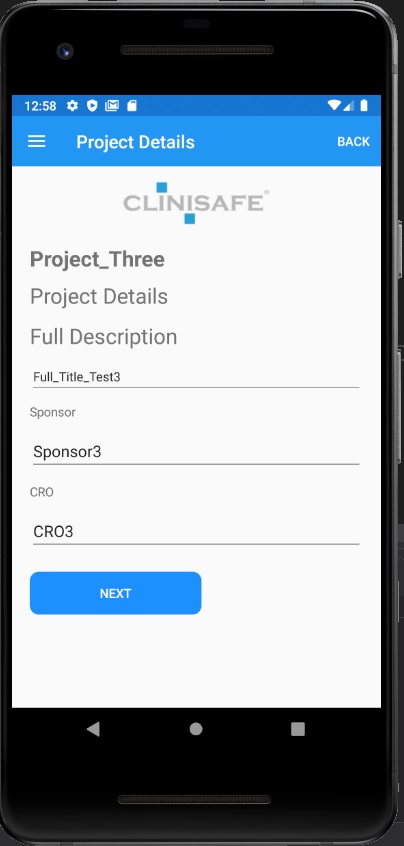 12:58
Project Details BACK
CLINISAFE®
Project_Three
Project Details
Full Description
Full_Title_Test3
Sponsor
Sponsor3
CRO
CRO3
NEXT